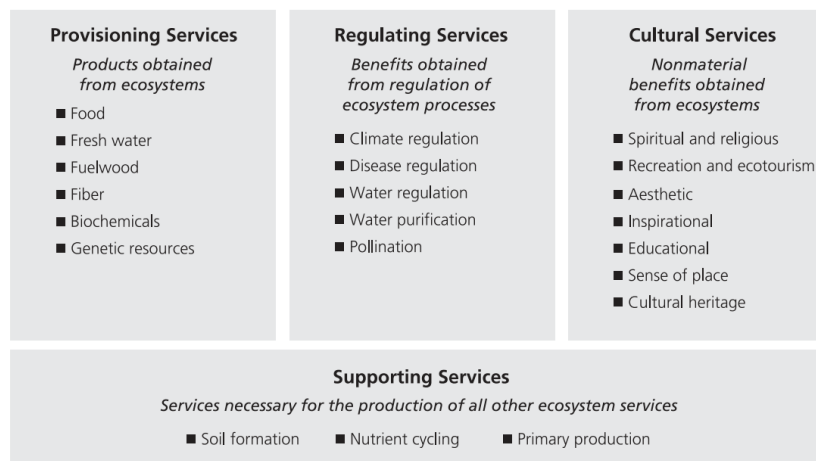 Provisioning Services
Products obtained
from ecosystems
■ Food
■ Fresh water
■ Fuelwood
■ Fiber
■ Biochemicals
■ Genetic resources
Regulating Services
Benefits obtained
from regulation of
ecosystem processes
■ Climate regulation
■ Disease regulation
■ Water regulation
■ Water purification
■ Pollination
Cultural Services
Nonmaterial
benefits obtained
from ecosystems
■ Spiritual and religious
■ Recreation and ecotourism
■ Aesthetic
■ Inspirational
■ Educational
■ Sense of place
■ Cultural heritage
Supporting Services
Services necessary for the production of all other ecosystem services
■ Soil formation ■ Nutrient cycling ■ Primary production